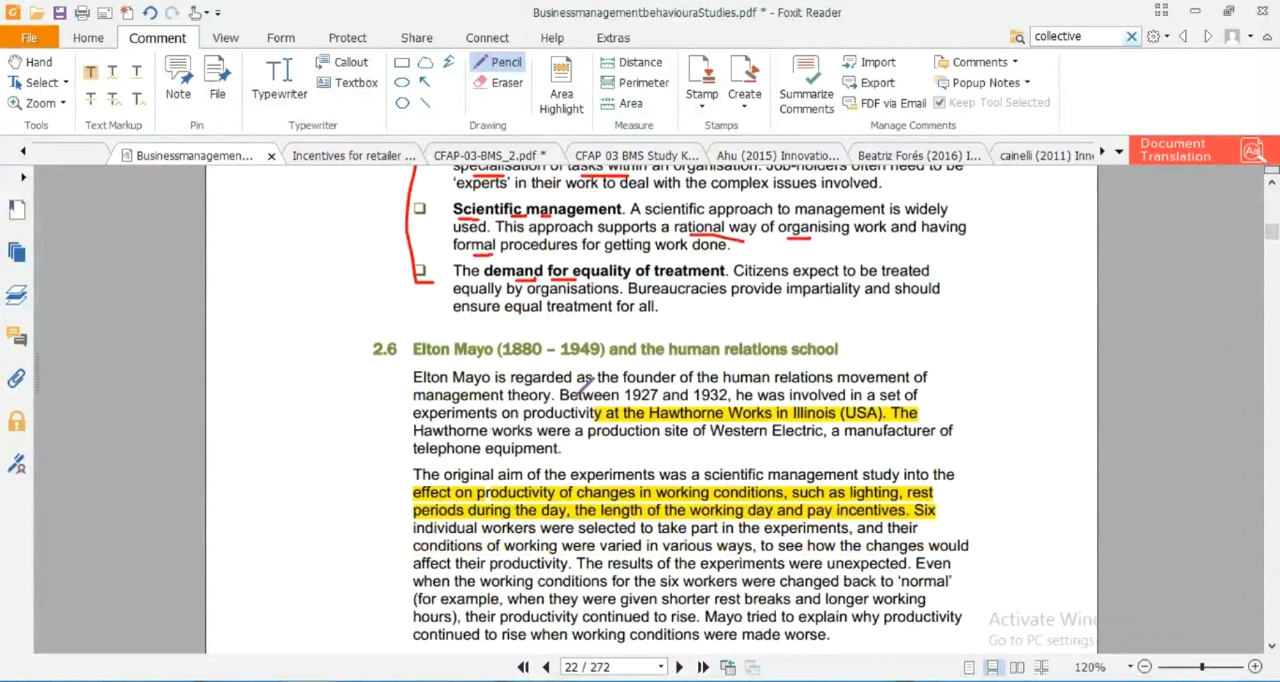 BusinessmanagementbehaviouraStudies.pdf * - Foxit Reader
File Home Comment View Form Protect Share Connect Help Extras
collective
Hand
Select
Zoom
Tools
Text Markup
Note
File
Pin
Typewriter
Callout
Textbox
Typewriter
Pencil
Eraser
Drawing
Area
Highlight
Distance
Perimeter
Area
Measure
Stamp
Create
Stamps
Summarize
Comments
Import
Export
FDF via Email
Comments
Popup Notes
Keep Tool Selected
Manage Comments
Businessmanagemen... Incentives for retailer ... CFAP-03-BMS_2.pdf * CFAP 03 BMS Study K... Ahu (2015) Innovatio... Beatriz Forés (2016) I... cainelli (2011) Inno
Document
Translation
specialisation of tasks within an organisation. Job-holders often need to be
‘experts’ in their work to deal with the complex issues involved.
Scientific management. A scientific approach to management is widely
used. This approach supports a rational way of organising work and having
formal procedures for getting work done.
The demand for equality of treatment. Citizens expect to be treated
equally by organisations. Bureaucracies provide impartiality and should
ensure equal treatment for all.
2.6 Elton Mayo (1880 – 1949) and the human relations school
Elton Mayo is regarded as the founder of the human relations movement of
management theory. Between 1927 and 1932, he was involved in a set of
experiments on productivity at the Hawthorne Works in Illinois (USA). The
Hawthorne works were a production site of Western Electric, a manufacturer of
telephone equipment.
The original aim of the experiments was a scientific management study into the
effect on productivity of changes in working conditions, such as lighting, rest
periods during the day, the length of the working day and pay incentives. Six
individual workers were selected to take part in the experiments, and their
conditions of working were varied in various ways, to see how the changes would
affect their productivity. The results of the experiments were unexpected. Even
when the working conditions for the six workers were changed back to ‘normal’
(for example, when they were given shorter rest breaks and longer working
hours), their productivity continued to rise. Mayo tried to explain why productivity
continued to rise when working conditions were made worse.
Activate Win
Go to PC settings
22 / 272
120%